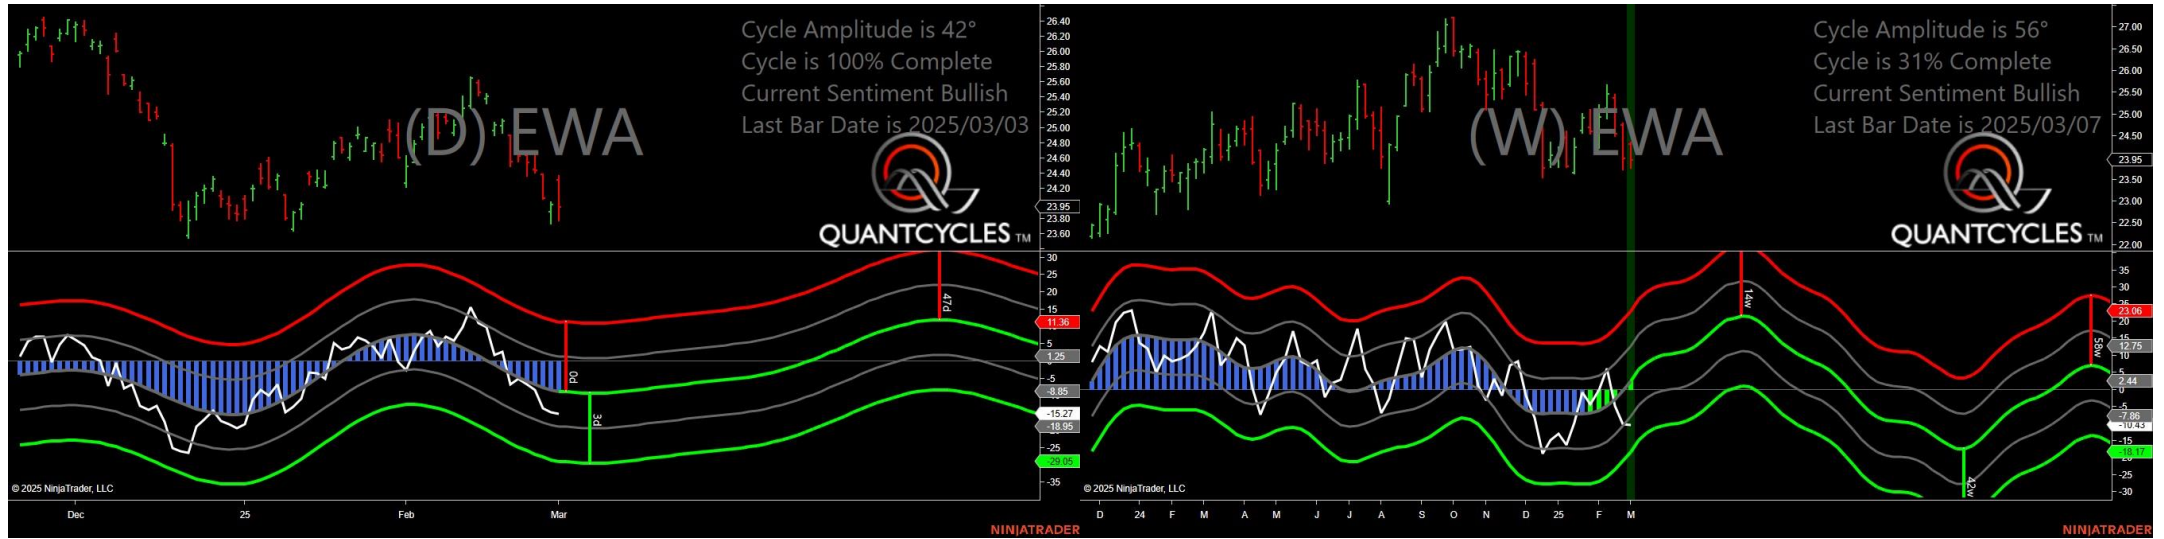 Cycle Amplitude is 42°
Cycle is 100% Complete
Current Sentiment Bullish
Last Bar Date is 2025/03/03
(D) EWA
QUANTCYCLES TM
26.40
26.20
26.00
25.80
25.60
25.40
25.20
25.00
24.80
24.60
24.40
24.20
23.95
23.80
23.60
30
25
20
15
11.36
5
1.25
-5
-8.85
-15.27
-18.95
-25
-29.05
-35
0d
3d
47d
© 2025 NinjaTrader, LLC
Dec
25
Feb
Mar
NINJATRADER
Cycle Amplitude is 56°
Cycle is 31% Complete
Current Sentiment Bullish
Last Bar Date is 2025/03/07
(W) EWA
QUANTCYCLES TM
27.00
26.50
26.00
25.50
25.00
24.50
23.95
23.50
23.00
22.50
22.00
35
30
25
23.06
20
12.75
10
5
2.44
0
-5
-7.86
-10.43
-15
-18.17
-25
-30
14w
42w
58w
© 2025 NinjaTrader, LLC
D
24
F
M
A
M
J
J
A
S
O
N
D
25
F
M
NINJATRADER